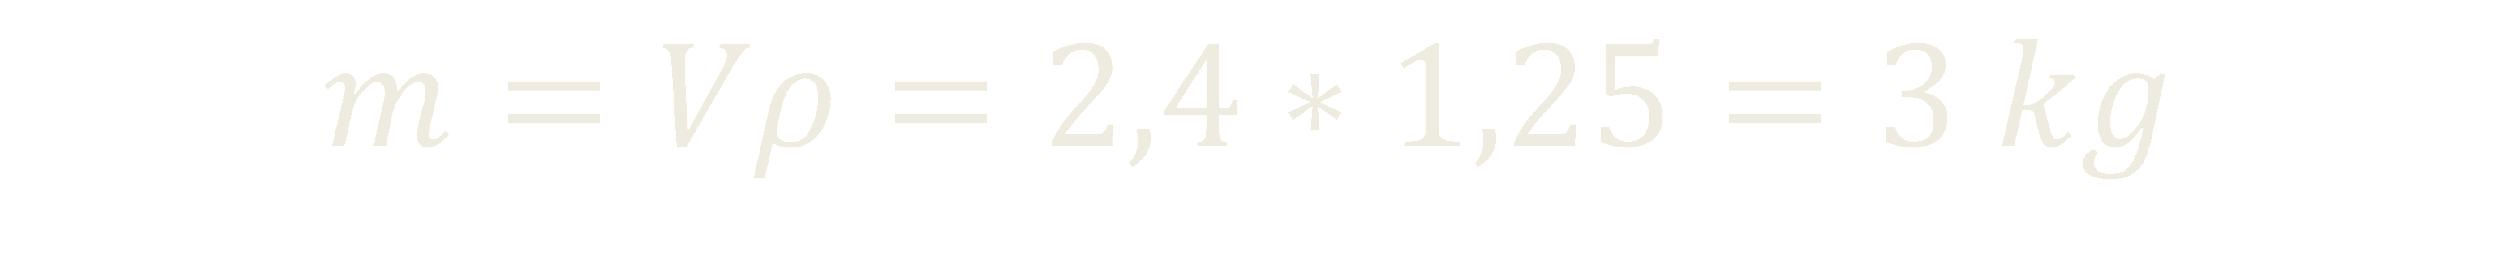 m = Vρ = 2,4 * 1,25 = 3 kg